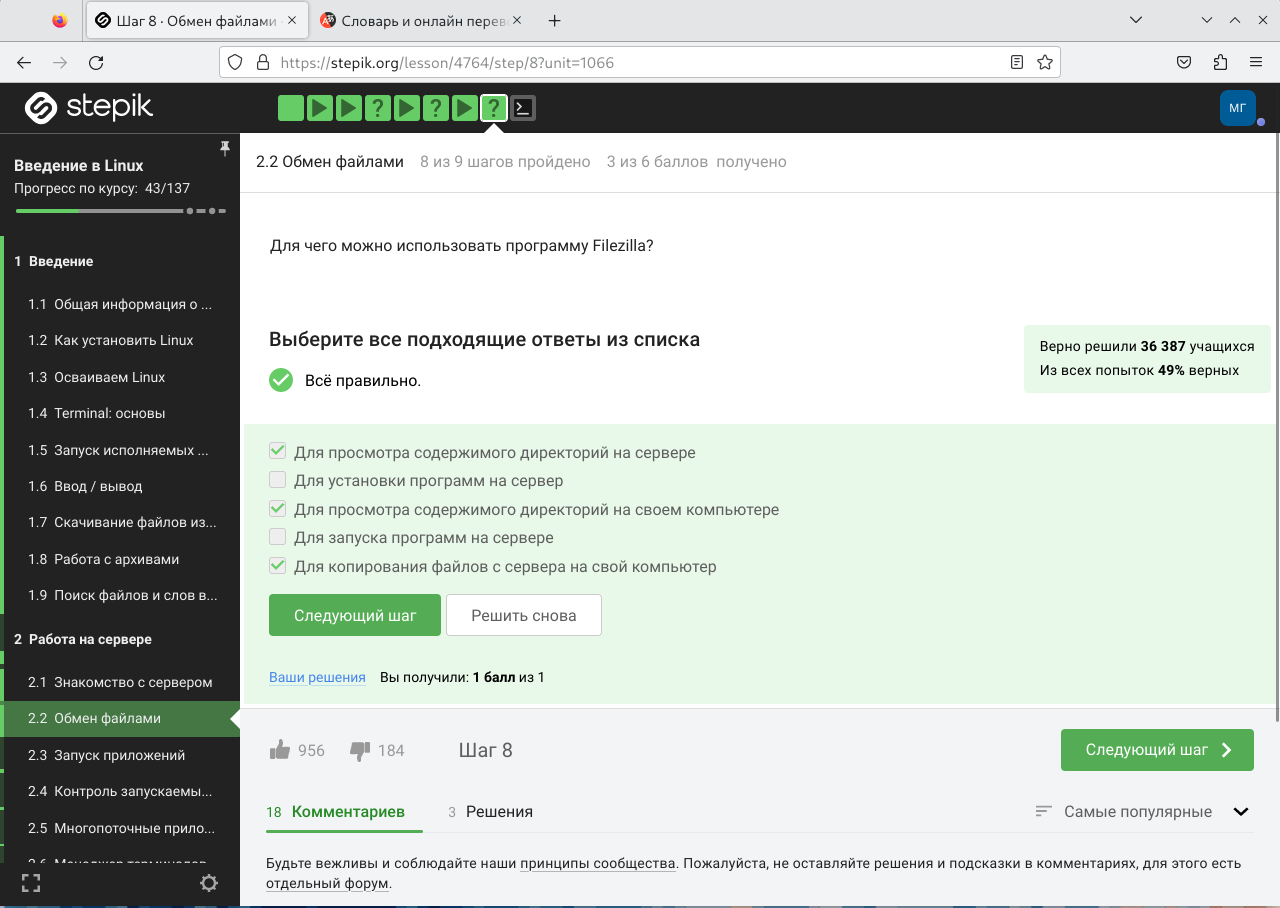 Шаг 8 · Обмен файлами
Словарь и онлайн перев
https://stepik.org/lesson/4764/step/8?unit=1066
stepik
МГ
Введение в Linux
Прогресс по курсу: 43/137
1 Введение
1.1 Общая информация о ...
1.2 Как установить Linux
1.3 Осваиваем Linux
1.4 Terminal: основы
1.5 Запуск исполняемых ...
1.6 Ввод / вывод
1.7 Скачивание файлов из...
1.8 Работа с архивами
1.9 Поиск файлов и слов в...
2 Работа на сервере
2.1 Знакомство с сервером
2.2 Обмен файлами
2.3 Запуск приложений
2.4 Контроль запускаемы...
2.5 Многопоточные прило...
2.6 Менеджер терминалов
2.2 Обмен файлами 8 из 9 шагов пройдено 3 из 6 баллов получено
Для чего можно использовать программу Filezilla?
Выберите все подходящие ответы из списка
Всё правильно.
Верно решили 36 387 учащихся
Из всех попыток 49% верных
Для просмотра содержимого директорий на сервере
Для установки программ на сервер
Для просмотра содержимого директорий на своем компьютере
Для запуска программ на сервере
Для копирования файлов с сервера на свой компьютер
Следующий шаг Решить снова
Ваши решения Вы получили: 1 балл из 1
956 184 Шаг 8 Следующий шаг
18 Комментариев 3 Решения Самые популярные
Будьте вежливы и соблюдайте наши принципы сообщества. Пожалуйста, не оставляйте решения и подсказки в комментариях, для этого есть
отдельный форум.